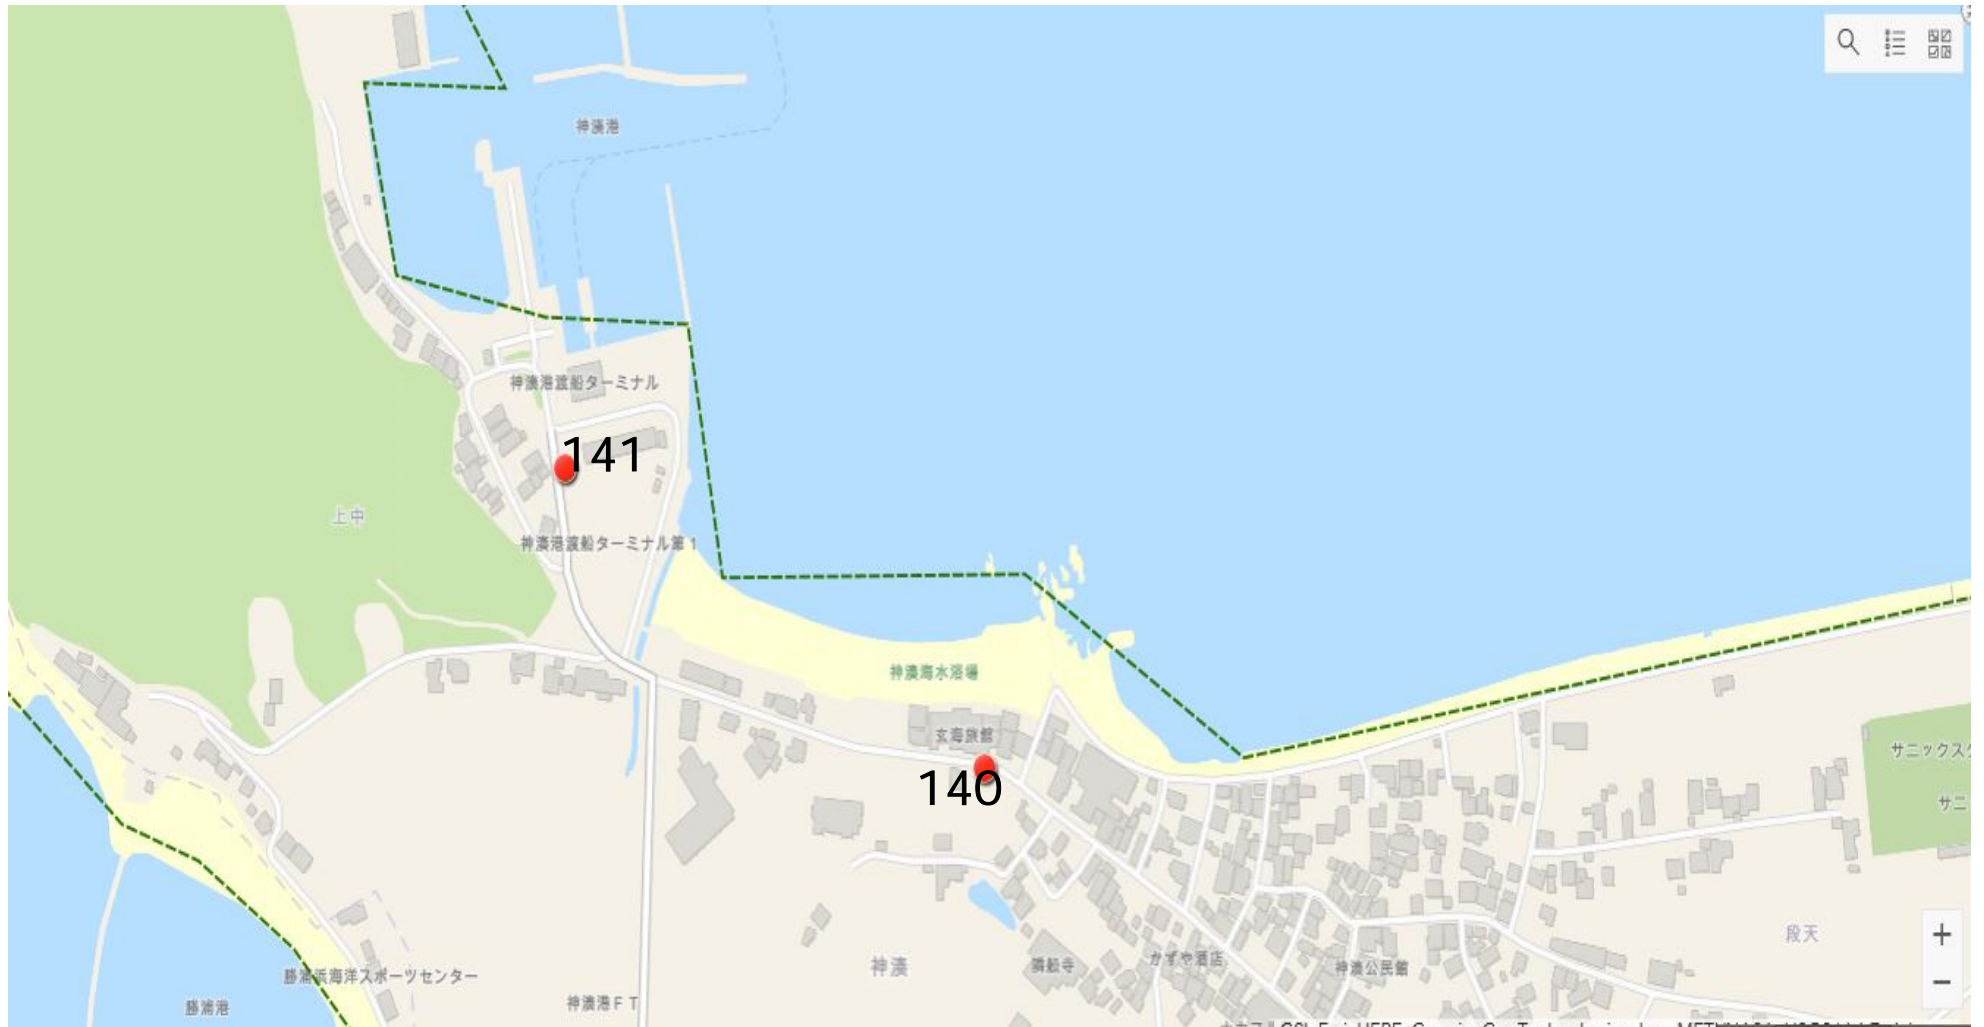 神湊港
神湊港渡船ターミナル
141
上中
神湊港渡船ターミナル第1
神湊海水浴場
玄海旅館
140
サニックス
サニ
段天
神湊
隣船寺
かずや酒店
神湊公民館
勝浦浜海洋スポーツセンター
勝浦港
神湊港FT
+
−